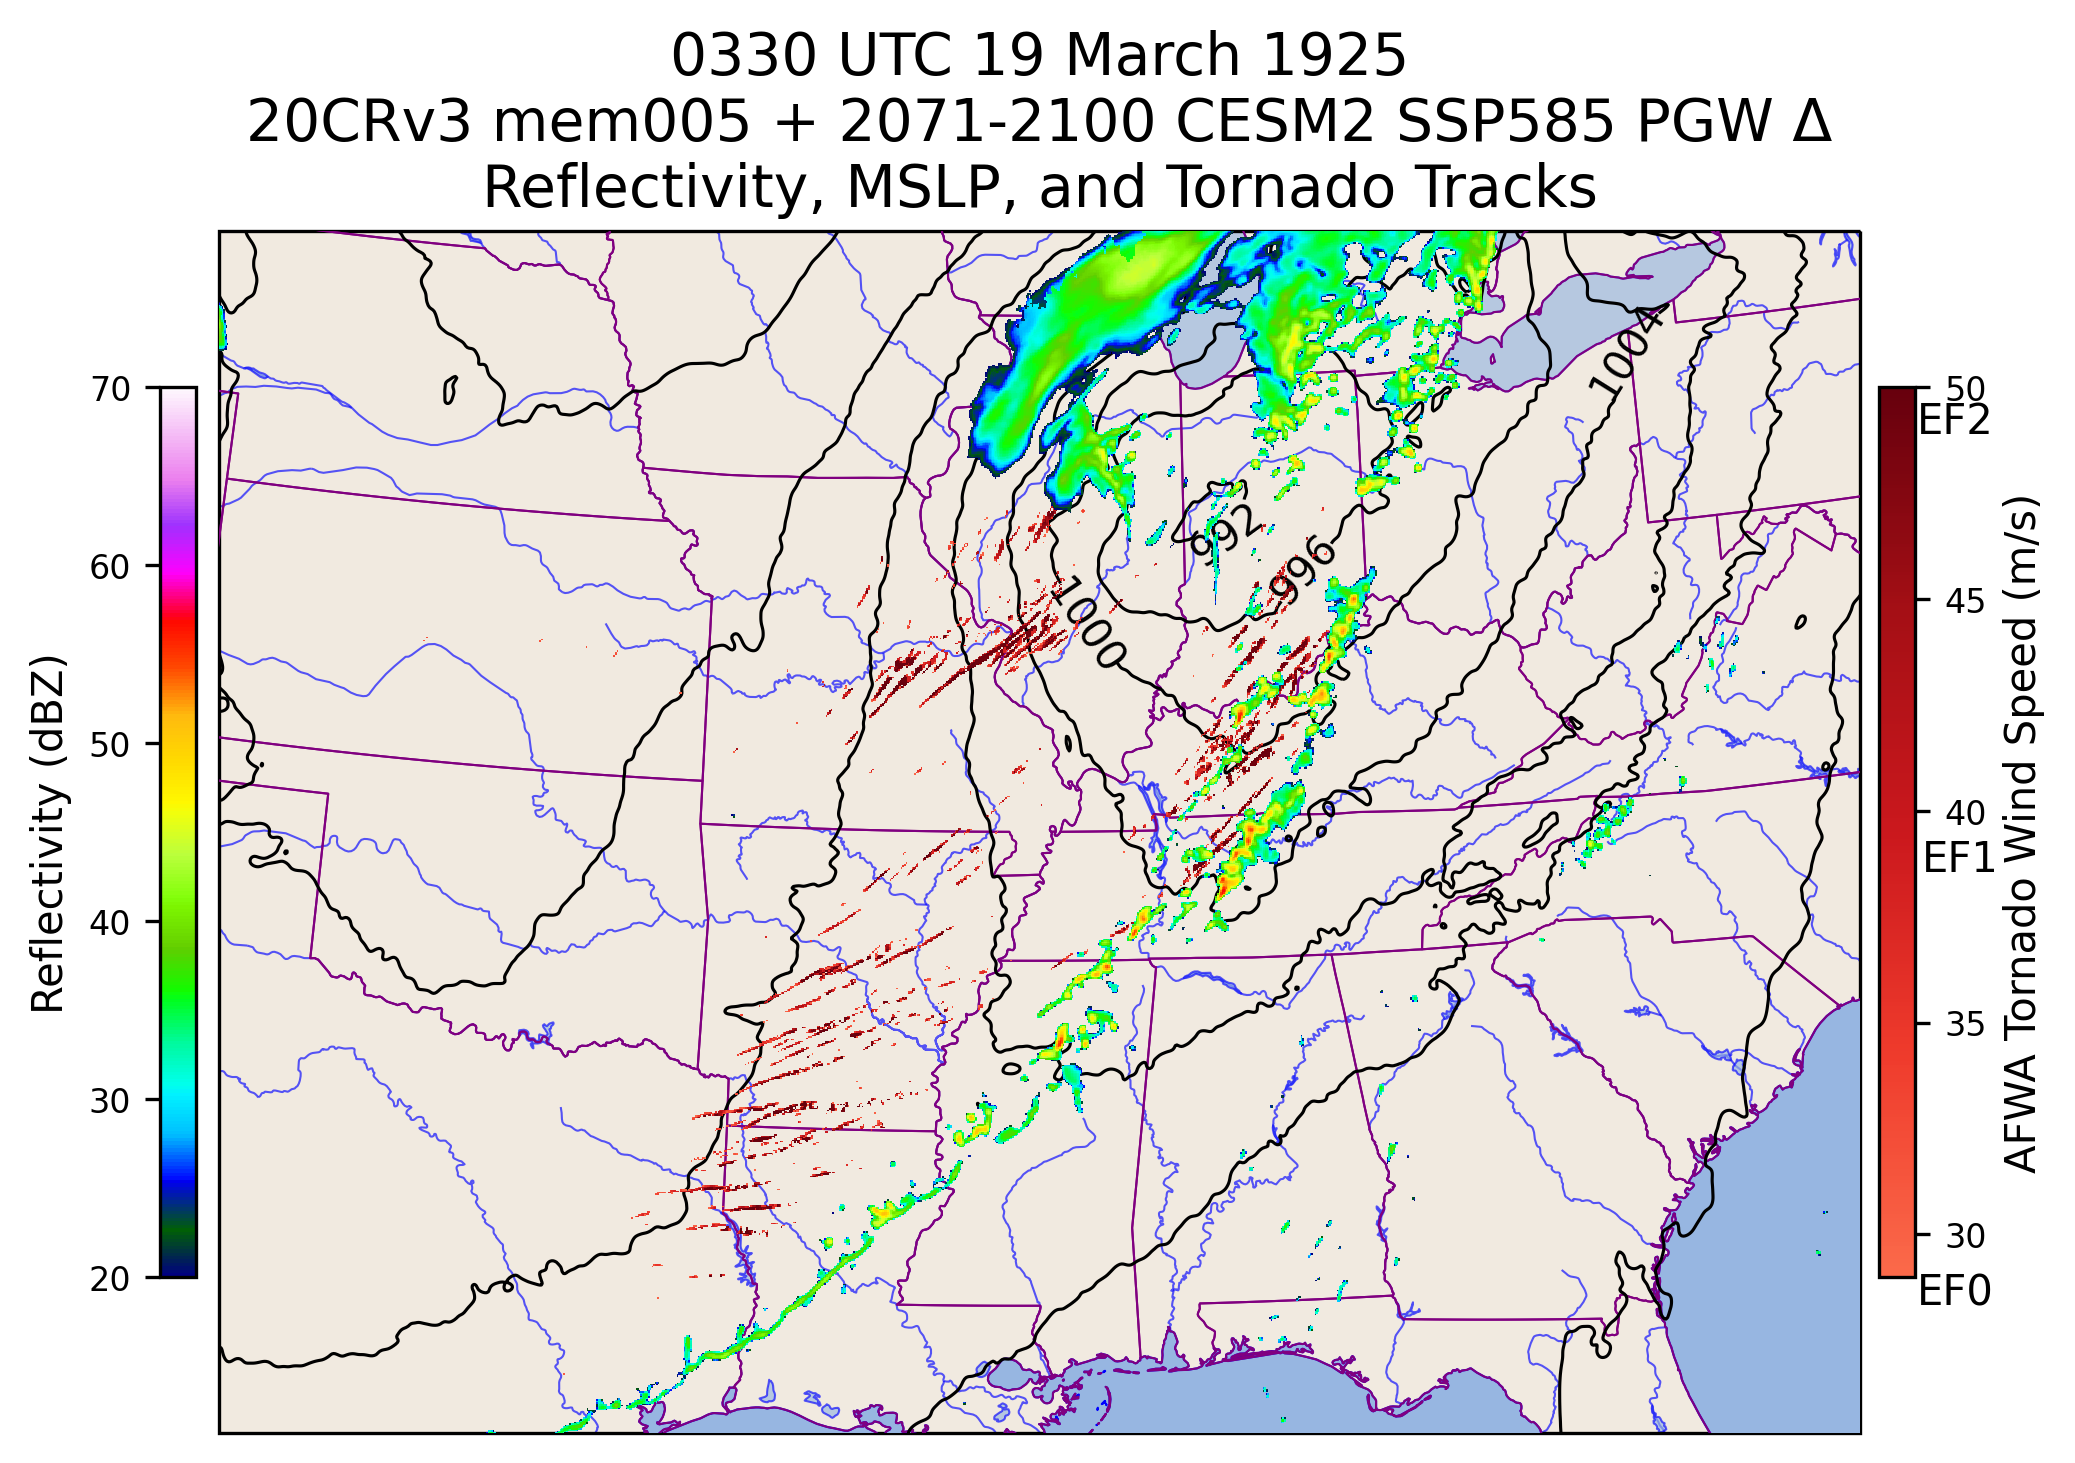 0330 UTC 19 March 1925
20CRv3 mem005 + 2071-2100 CESM2 SSP585 PGW Δ
Reflectivity, MSLP, and Tornado Tracks
70
60
50
40
30
20
Reflectivity (dBZ)
1004
992
996
1000
50
EF2
45
40
EF1
35
30
EF0
AFWA Tornado Wind Speed (m/s)